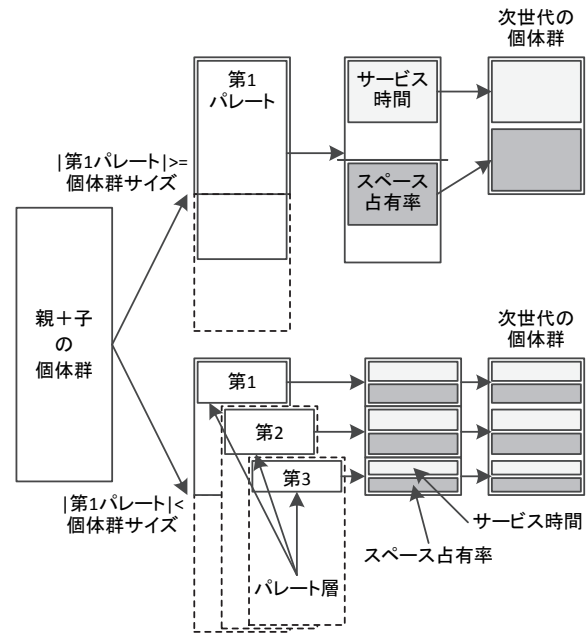 次世代の
個体群
第1
パレート
サービス
時間
|第1パレート|>=
個体群サイズ
スペース
占有率
親＋子
の
個体群
次世代の
個体群
第1
第2
第3
|第1パレート|<
個体群サイズ
サービス時間
スペース占有率
パレート層